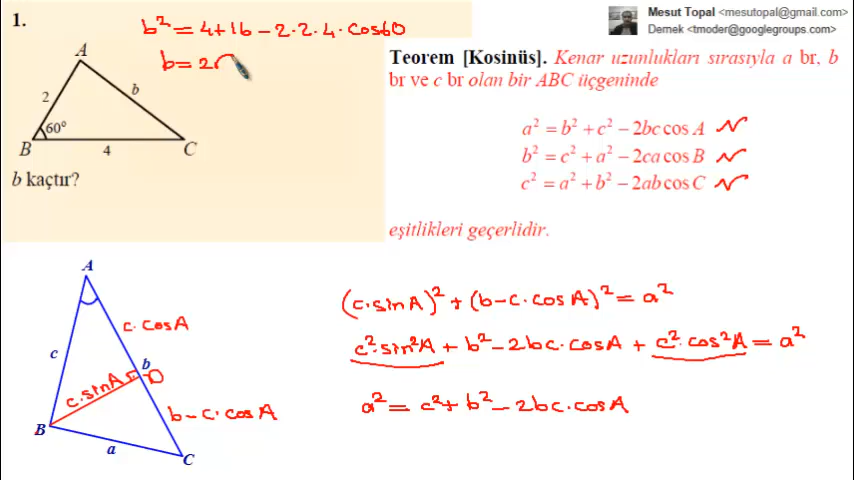 1.
b² = 4+16 - 2·2·4·cos60
b = 2
A
2
b
60°
B
4
C
b kaçtır?
Mesut Topal <mesutopal@gmail.com>
Dernek <tmoder@googlegroups.com>
Teorem [Kosinüs]. Kenar uzunlukları sırasıyla a br, b
br ve c br olan bir ABC üçgeninde
a² = b² + c² − 2bc cos A
b² = c² + a² − 2ca cos B
c² = a² + b² − 2ab cos C
eşitlikleri geçerlidir.
A
c·cosA
c
b
c·sinA
D
b-c·cosA
B
a
C
(c·sinA)² + (b-c·cosA)² = a²
c²·sin²A + b² - 2bc·cosA + c²·cos²A = a²
a² = c² + b² - 2bc·cosA